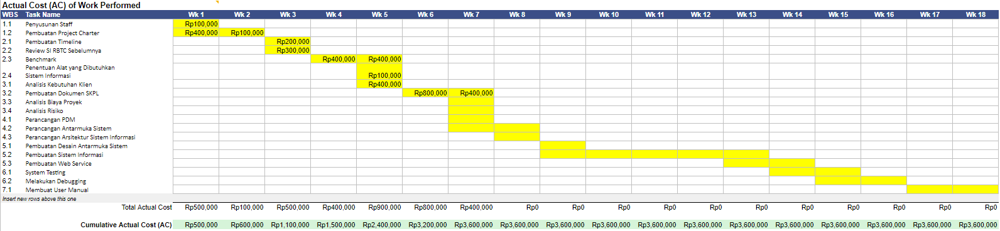 Actual Cost (AC) of Work Performed
WBS Task Name Wk 1 Wk 2 Wk 3 Wk 4 Wk 5 Wk 6 Wk 7 Wk 8 Wk 9 Wk 10 Wk 11 Wk 12 Wk 13 Wk 14 Wk 15 Wk 16 Wk 17 Wk 18
1.1 Penyusunan Staff Rp100,000
1.2 Pembuatan Project Charter Rp400,000 Rp100,000
2.1 Pembuatan Timeline Rp200,000
2.2 Review SI RBTC Sebelumnya Rp300,000
2.3 Benchmark Rp400,000 Rp400,000
Penentuan Alat yang Dibutuhkan
2.4 Sistem Informasi Rp100,000
3.1 Analisis Kebutuhan Klien Rp400,000
3.2 Pembuatan Dokumen SKPL Rp800,000 Rp400,000
3.3 Analisis Biaya Proyek
3.4 Analisis Risiko
4.1 Perancangan PDM
4.2 Perancangan Antarmuka Sistem
4.3 Perancangan Arsitektur Sistem Informasi
5.1 Pembuatan Desain Antarmuka Sistem
5.2 Pembuatan Sistem Informasi
5.3 Pembuatan Web Service
6.1 System Testing
6.2 Melakukan Debugging
7.1 Membuat User Manual
Insert new rows above this one
Total Actual Cost Rp500,000 Rp100,000 Rp500,000 Rp400,000 Rp900,000 Rp800,000 Rp400,000 Rp0 Rp0 Rp0 Rp0 Rp0 Rp0 Rp0 Rp0 Rp0 Rp0 Rp0
Cumulative Actual Cost (AC) Rp500,000 Rp600,000 Rp1,100,000 Rp1,500,000 Rp2,400,000 Rp3,200,000 Rp3,600,000 Rp3,600,000 Rp3,600,000 Rp3,600,000 Rp3,600,000 Rp3,600,000 Rp3,600,000 Rp3,600,000 Rp3,600,000 Rp3,600,000 Rp3,600,000 Rp3,600,000